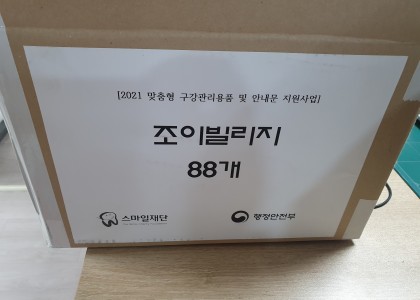 [2021 맞춤형 구강관리용품 및 안내문 지원사업]
조이빌리지
88개
스마일재단
행정안전부